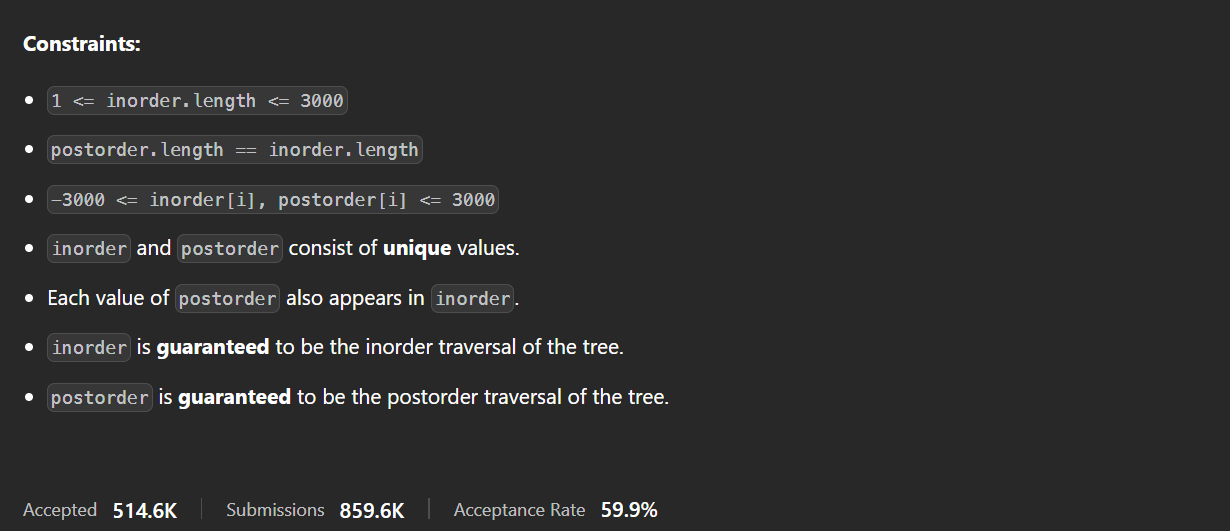 Constraints:
1 <= inorder.length <= 3000
postorder.length == inorder.length
-3000 <= inorder[i], postorder[i] <= 3000
inorder and postorder consist of unique values.
Each value of postorder also appears in inorder.
inorder is guaranteed to be the inorder traversal of the tree.
postorder is guaranteed to be the postorder traversal of the tree.
Accepted 514.6K Submissions 859.6K Acceptance Rate 59.9%